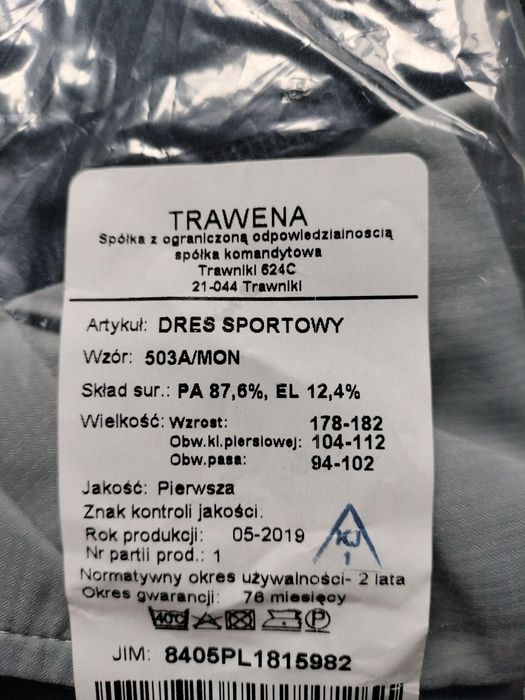 TRAWENA
Spółka z ograniczoną odpowiedzialnością
spółka komandytowa
Trawniki 624C
21-044 Trawniki
Artykuł: DRES SPORTOWY
Wzór: 503A/MON
Skład sur.: PA 87,6%, EL 12,4%
Wielkość: Wzrost: 178-182
Obw.kl.piersiowej: 104-112
Obw.pasa: 94-102
Jakość: Pierwsza
Znak kontroli jakości:
KJ
1
Rok produkcji: 05-2019
Nr partii prod.: 1
Normatywny okres używalności- 2 lata
Okres gwarancji: 76 miesięcy
40C P
JIM: 8405PL1815982